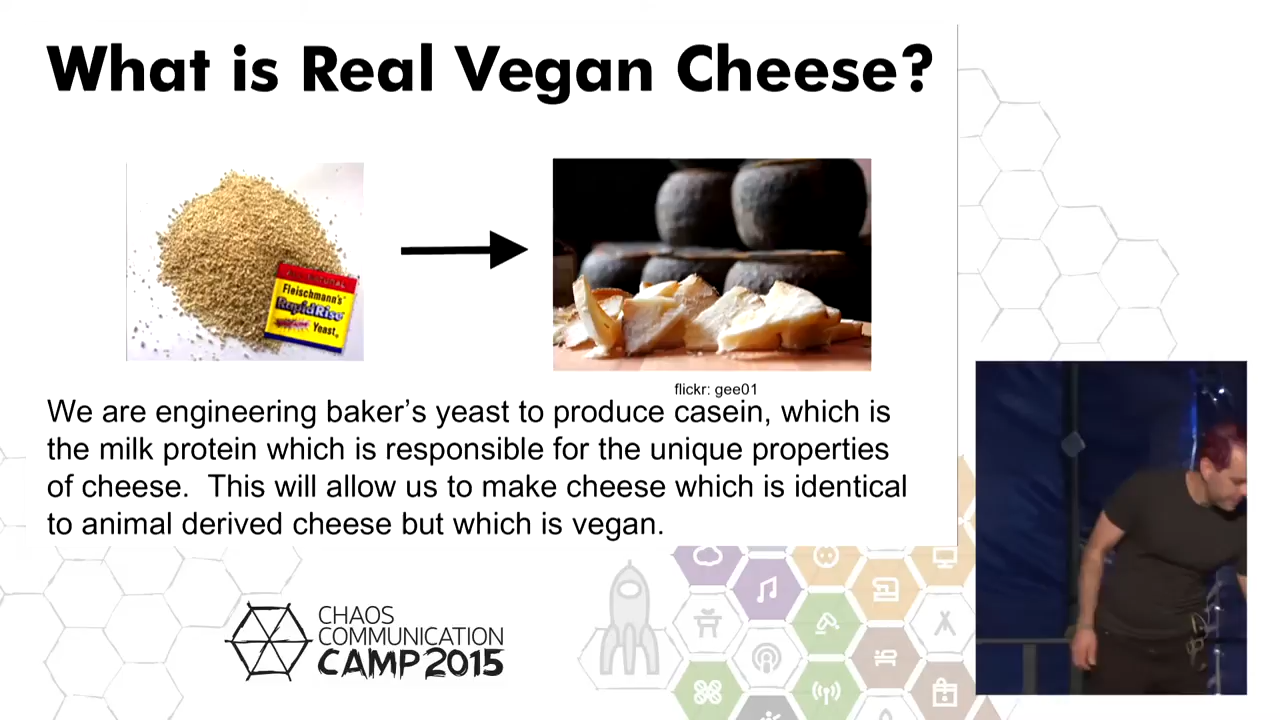 What is Real Vegan Cheese?
Fleischmann's
RapidRise
Yeast
flickr: gee01
We are engineering baker’s yeast to produce casein, which is
the milk protein which is responsible for the unique properties
of cheese.  This will allow us to make cheese which is identical
to animal derived cheese but which is vegan.
CHAOS
COMMUNICATION
CAMP 2015